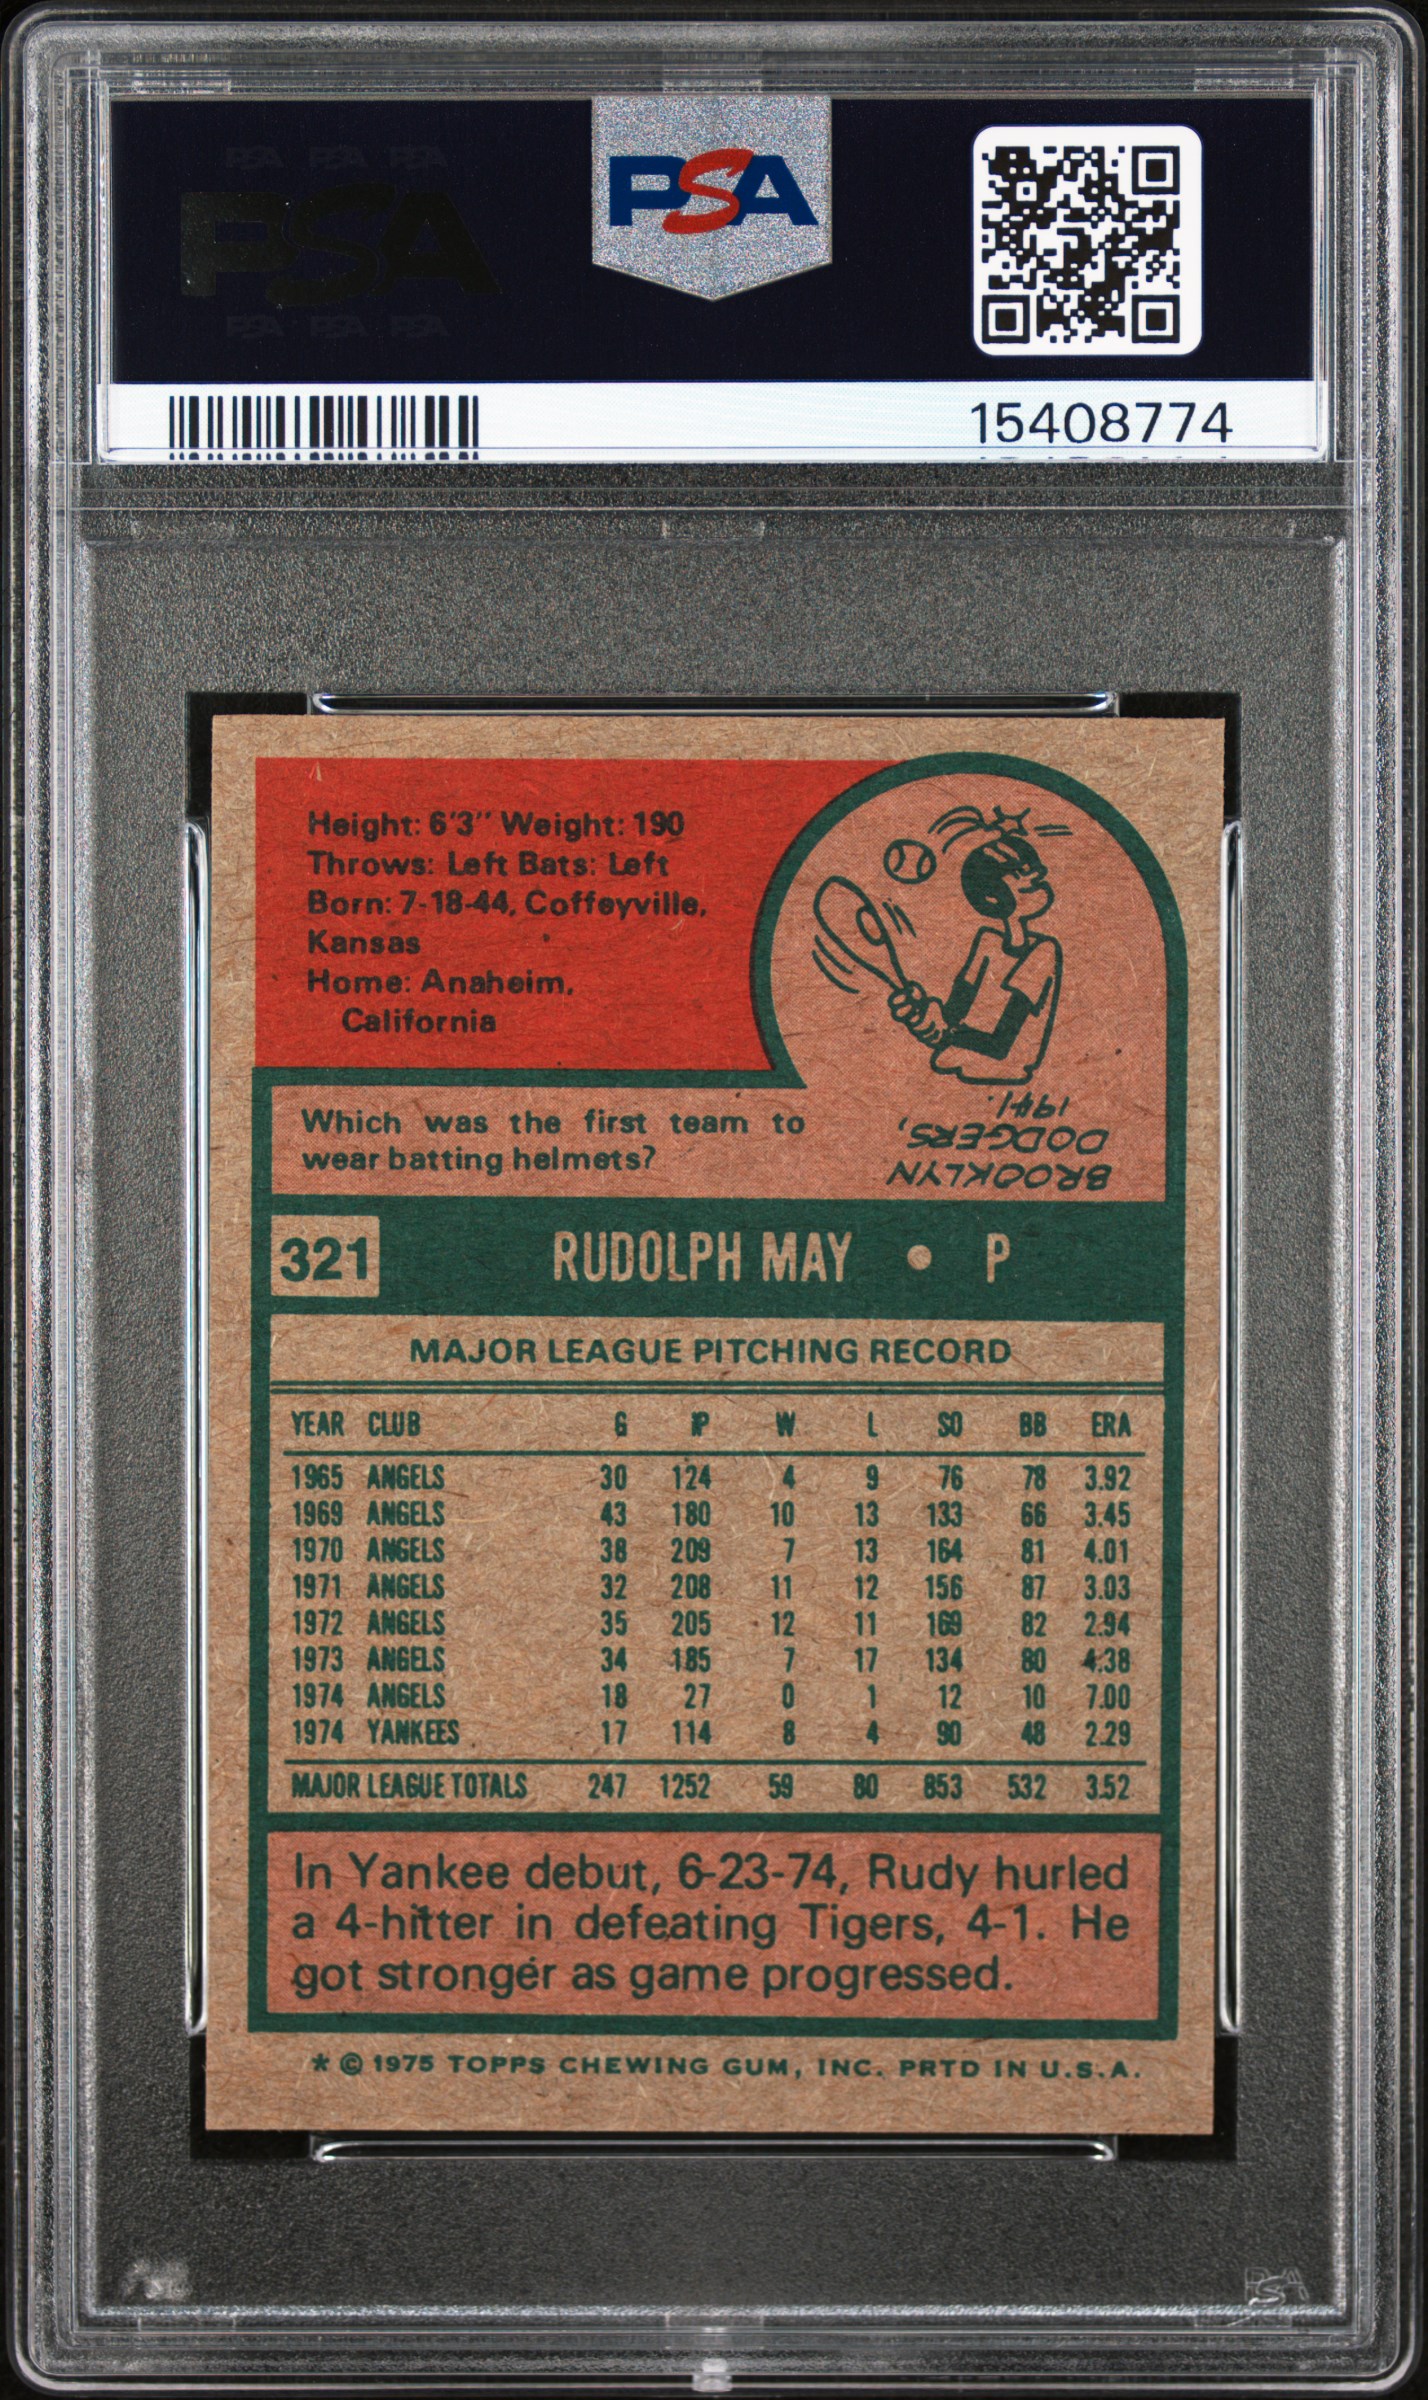 PSA PSA PSA
PSA
PSA PSA PSA
PSA
15408774
Height: 6'3" Weight: 190
Throws: Left Bats: Left
Born: 7-18-44, Coffeyville,
Kansas
Home: Anaheim,
California
Which was the first team to
wear batting helmets?
BROOKLYN
DODGERS,
1941.
321 RUDOLPH MAY • P
MAJOR LEAGUE PITCHING RECORD
YEAR CLUB G IP W L SO BB ERA
1965 ANGELS 30 124 4 9 76 78 3.92
1969 ANGELS 43 180 10 13 133 66 3.45
1970 ANGELS 38 209 7 13 164 81 4.01
1971 ANGELS 32 208 11 12 156 87 3.03
1972 ANGELS 35 205 12 11 169 82 2.94
1973 ANGELS 34 185 7 17 134 80 4.38
1974 ANGELS 18 27 0 1 12 10 7.00
1974 YANKEES 17 114 8 4 90 48 2.29
MAJOR LEAGUE TOTALS 247 1252 59 80 853 532 3.52
In Yankee debut, 6-23-74, Rudy hurled
a 4-hitter in defeating Tigers, 4-1. He
got stronger as game progressed.
* © 1975 TOPPS CHEWING GUM, INC. PRTD IN U.S.A.
PSA